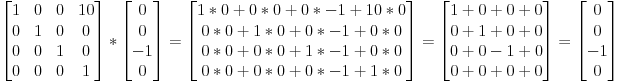 [1 0 0 10; 0 1 0 0; 0 0 1 0; 0 0 0 1] * [0; 0; −1; 0] = [1 * 0 + 0 * 0 + 0 * −1 + 10 * 0; 0 * 0 + 1 * 0 + 0 * −1 + 0 * 0; 0 * 0 + 0 * 0 + 1 * −1 + 0 * 0; 0 * 0 + 0 * 0 + 0 * −1 + 1 * 0] = [1 + 0 + 0 + 0; 0 + 1 + 0 + 0; 0 + 0 − 1 + 0; 0 + 0 + 0 + 0] = [0; 0; −1; 0]